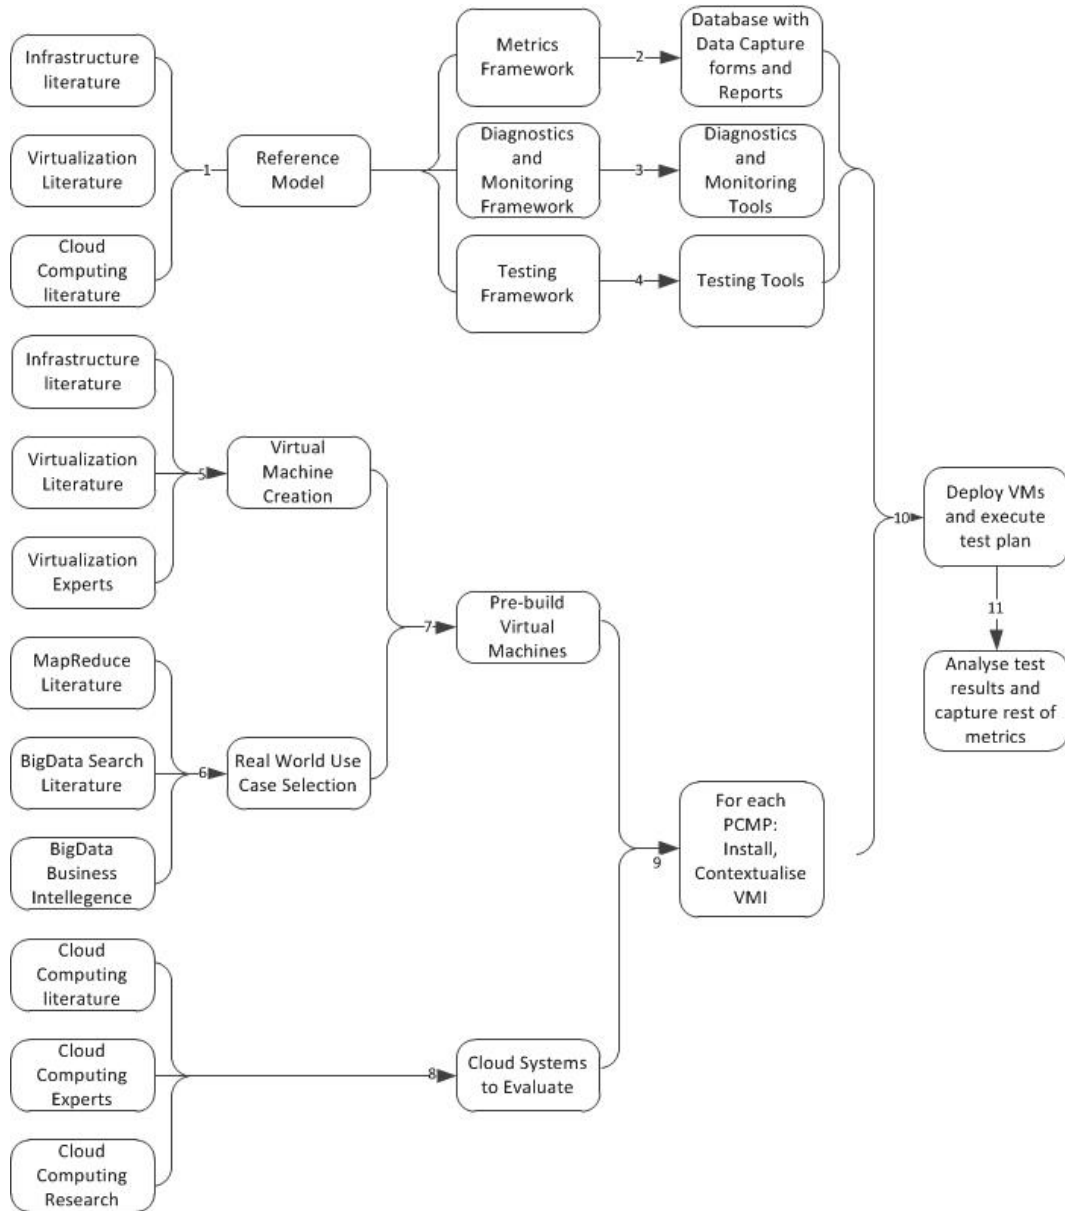 Infrastructure
literature
Virtualization
Literature
Cloud
Computing
literature
1
Reference
Model
Metrics
Framework
2
Database with
Data Capture
forms and
Reports
Diagnostics
and
Monitoring
Framework
3
Diagnostics
and
Monitoring
Tools
Testing
Framework
4
Testing Tools
Infrastructure
literature
Virtualization
Literature
Virtualization
Experts
5
Virtual
Machine
Creation
MapReduce
Literature
BigData Search
Literature
BigData
Business
Intellegence
6
Real World Use
Case Selection
7
Pre-build
Virtual
Machines
Cloud
Computing
literature
Cloud
Computing
Experts
Cloud
Computing
Research
8
Cloud Systems
to Evaluate
9
For each
PCMP:
Install,
Contextualise
VMI
10
Deploy VMs
and execute
test plan
11
Analyse test
results and
capture rest of
metrics